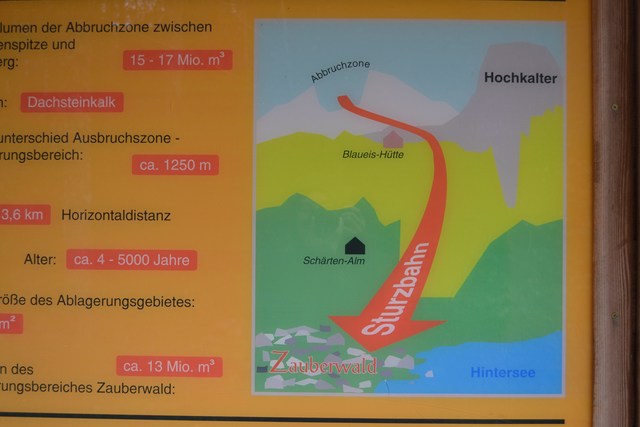 lumen der Abbruchzone zwischen
enspitze und
erg: 15 - 17 Mio. m³
n: Dachsteinkalk
unterschied Ausbruchszone -
rungsbereich:
ca. 1250 m
3,6 km Horizontaldistanz
Alter: ca. 4 - 5000 Jahre
röße des Ablagerungsgebietes:
m²
n des
ca. 13 Mio. m³
rungsbereiches Zauberwald:
Abbruchzone
Hochkalter
Blaueis-Hütte
Schärten-Alm
Sturzbahn
Zauberwald
Hintersee